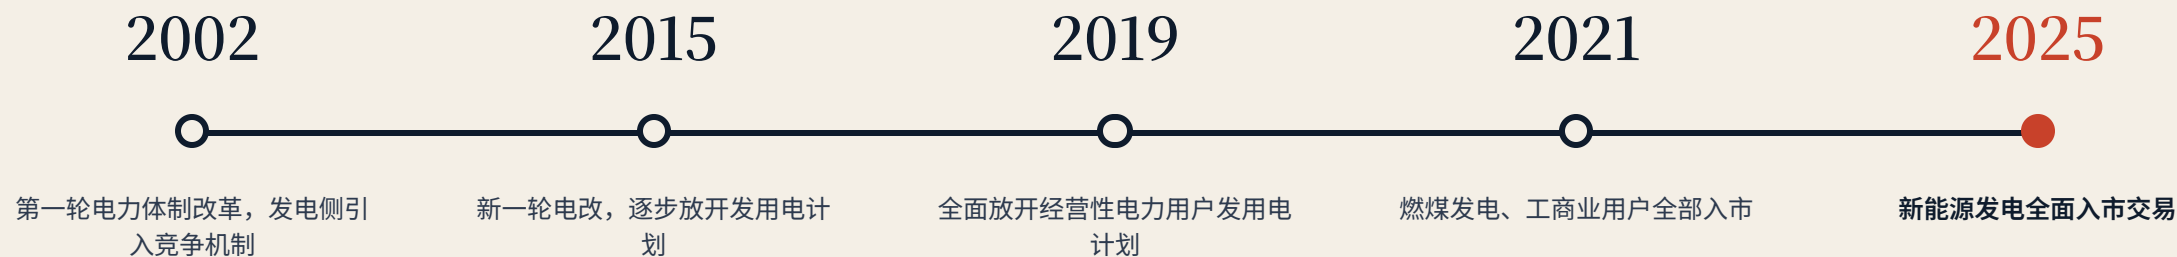 2002
2015
2019
2021
2025
第一轮电力体制改革，发电侧引
入竞争机制
新一轮电改，逐步放开发用电计
划
全面放开经营性电力用户发用电
计划
燃煤发电、工商业用户全部入市
新能源发电全面入市交易